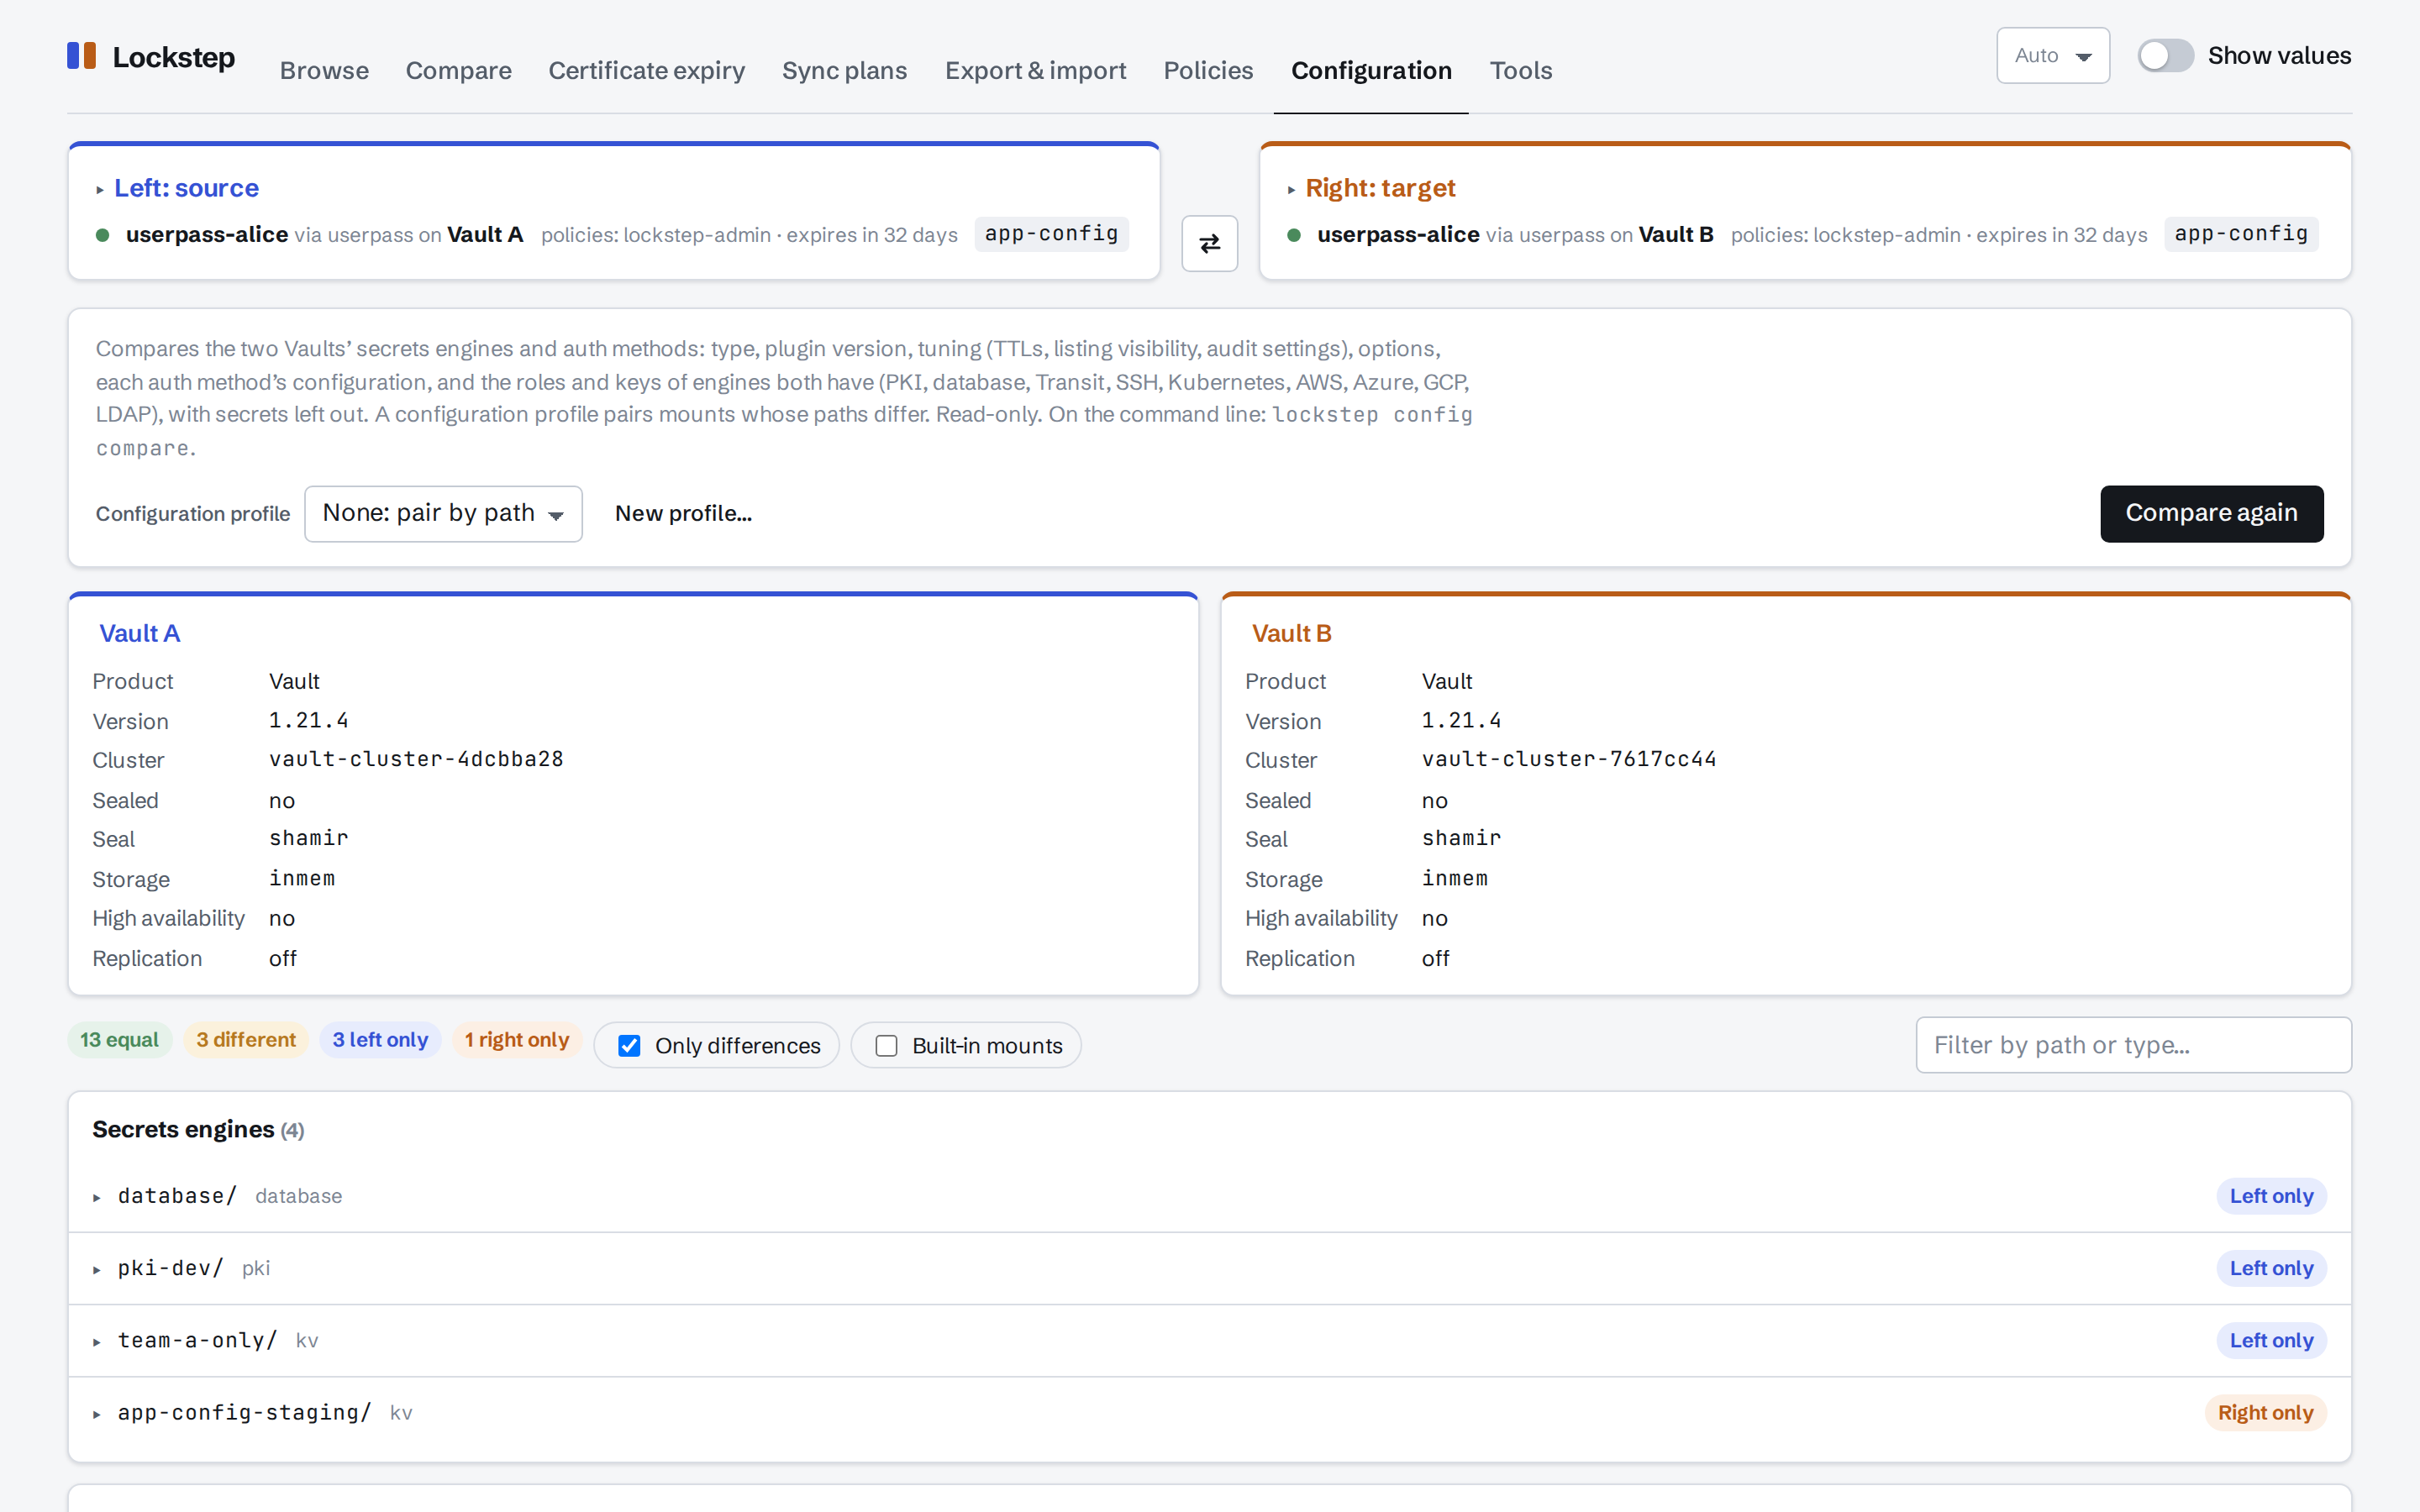 Lockstep
Browse
Compare
Certificate expiry
Sync plans
Export & import
Policies
Configuration
Tools
Auto
Show values
Left: source
userpass-alice via userpass on Vault A policies: lockstep-admin · expires in 32 days app-config
Right: target
userpass-alice via userpass on Vault B policies: lockstep-admin · expires in 32 days app-config
Compares the two Vaults’ secrets engines and auth methods: type, plugin version, tuning (TTLs, listing visibility, audit settings), options,
each auth method’s configuration, and the roles and keys of engines both have (PKI, database, Transit, SSH, Kubernetes, AWS, Azure, GCP,
LDAP), with secrets left out. A configuration profile pairs mounts whose paths differ. Read-only. On the command line: lockstep config
compare.
Configuration profile None: pair by path New profile...
Compare again
Vault A
Product Vault
Version 1.21.4
Cluster vault-cluster-4dcbba28
Sealed no
Seal shamir
Storage inmem
High availability no
Replication off
Vault B
Product Vault
Version 1.21.4
Cluster vault-cluster-7617cc44
Sealed no
Seal shamir
Storage inmem
High availability no
Replication off
13 equal 3 different 3 left only 1 right only Only differences Built-in mounts
Filter by path or type...
Secrets engines (4)
database/ database Left only
pki-dev/ pki Left only
team-a-only/ kv Left only
app-config-staging/ kv Right only